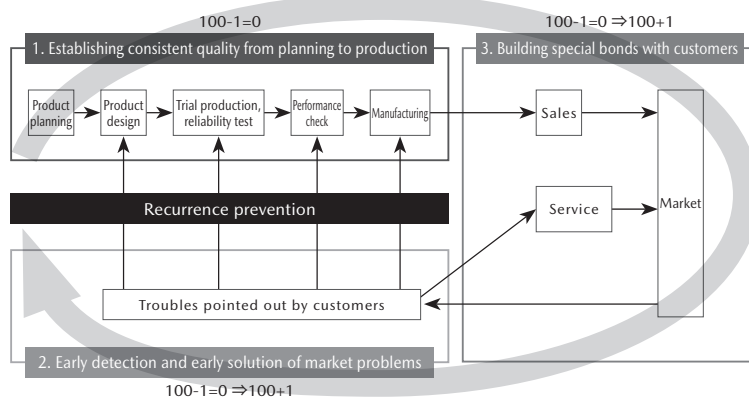 100-1=0
1. Establishing consistent quality from planning to production
Product
planning
Product
design
Trial production,
reliability test
Performance
check
Manufacturing
Recurrence prevention
Troubles pointed out by customers
2. Early detection and early solution of market problems
100-1=0 ⇒100+1
100-1=0 ⇒100+1
3. Building special bonds with customers
Sales
Service
Market